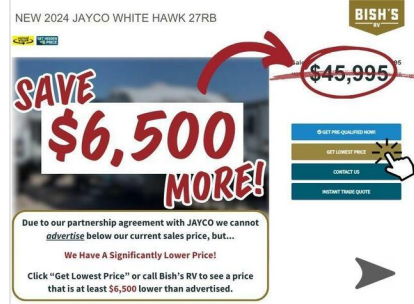 NEW 2024 JAYCO WHITE HAWK 27RB
BISH'S
RV
$45,995
SAVE
$6,500
MORE!
GET PRE-QUALIFIED NOW!
GET LOWEST PRICE
CONTACT US
INSTANT TRADE QUOTE
Due to our partnership agreement with JAYCO we cannot
advertise below our current sales price, but...
We Have A Significantly Lower Price!
Click "Get Lowest Price" or call Bish's RV to see a price
that is at least $6,500 lower than advertised.